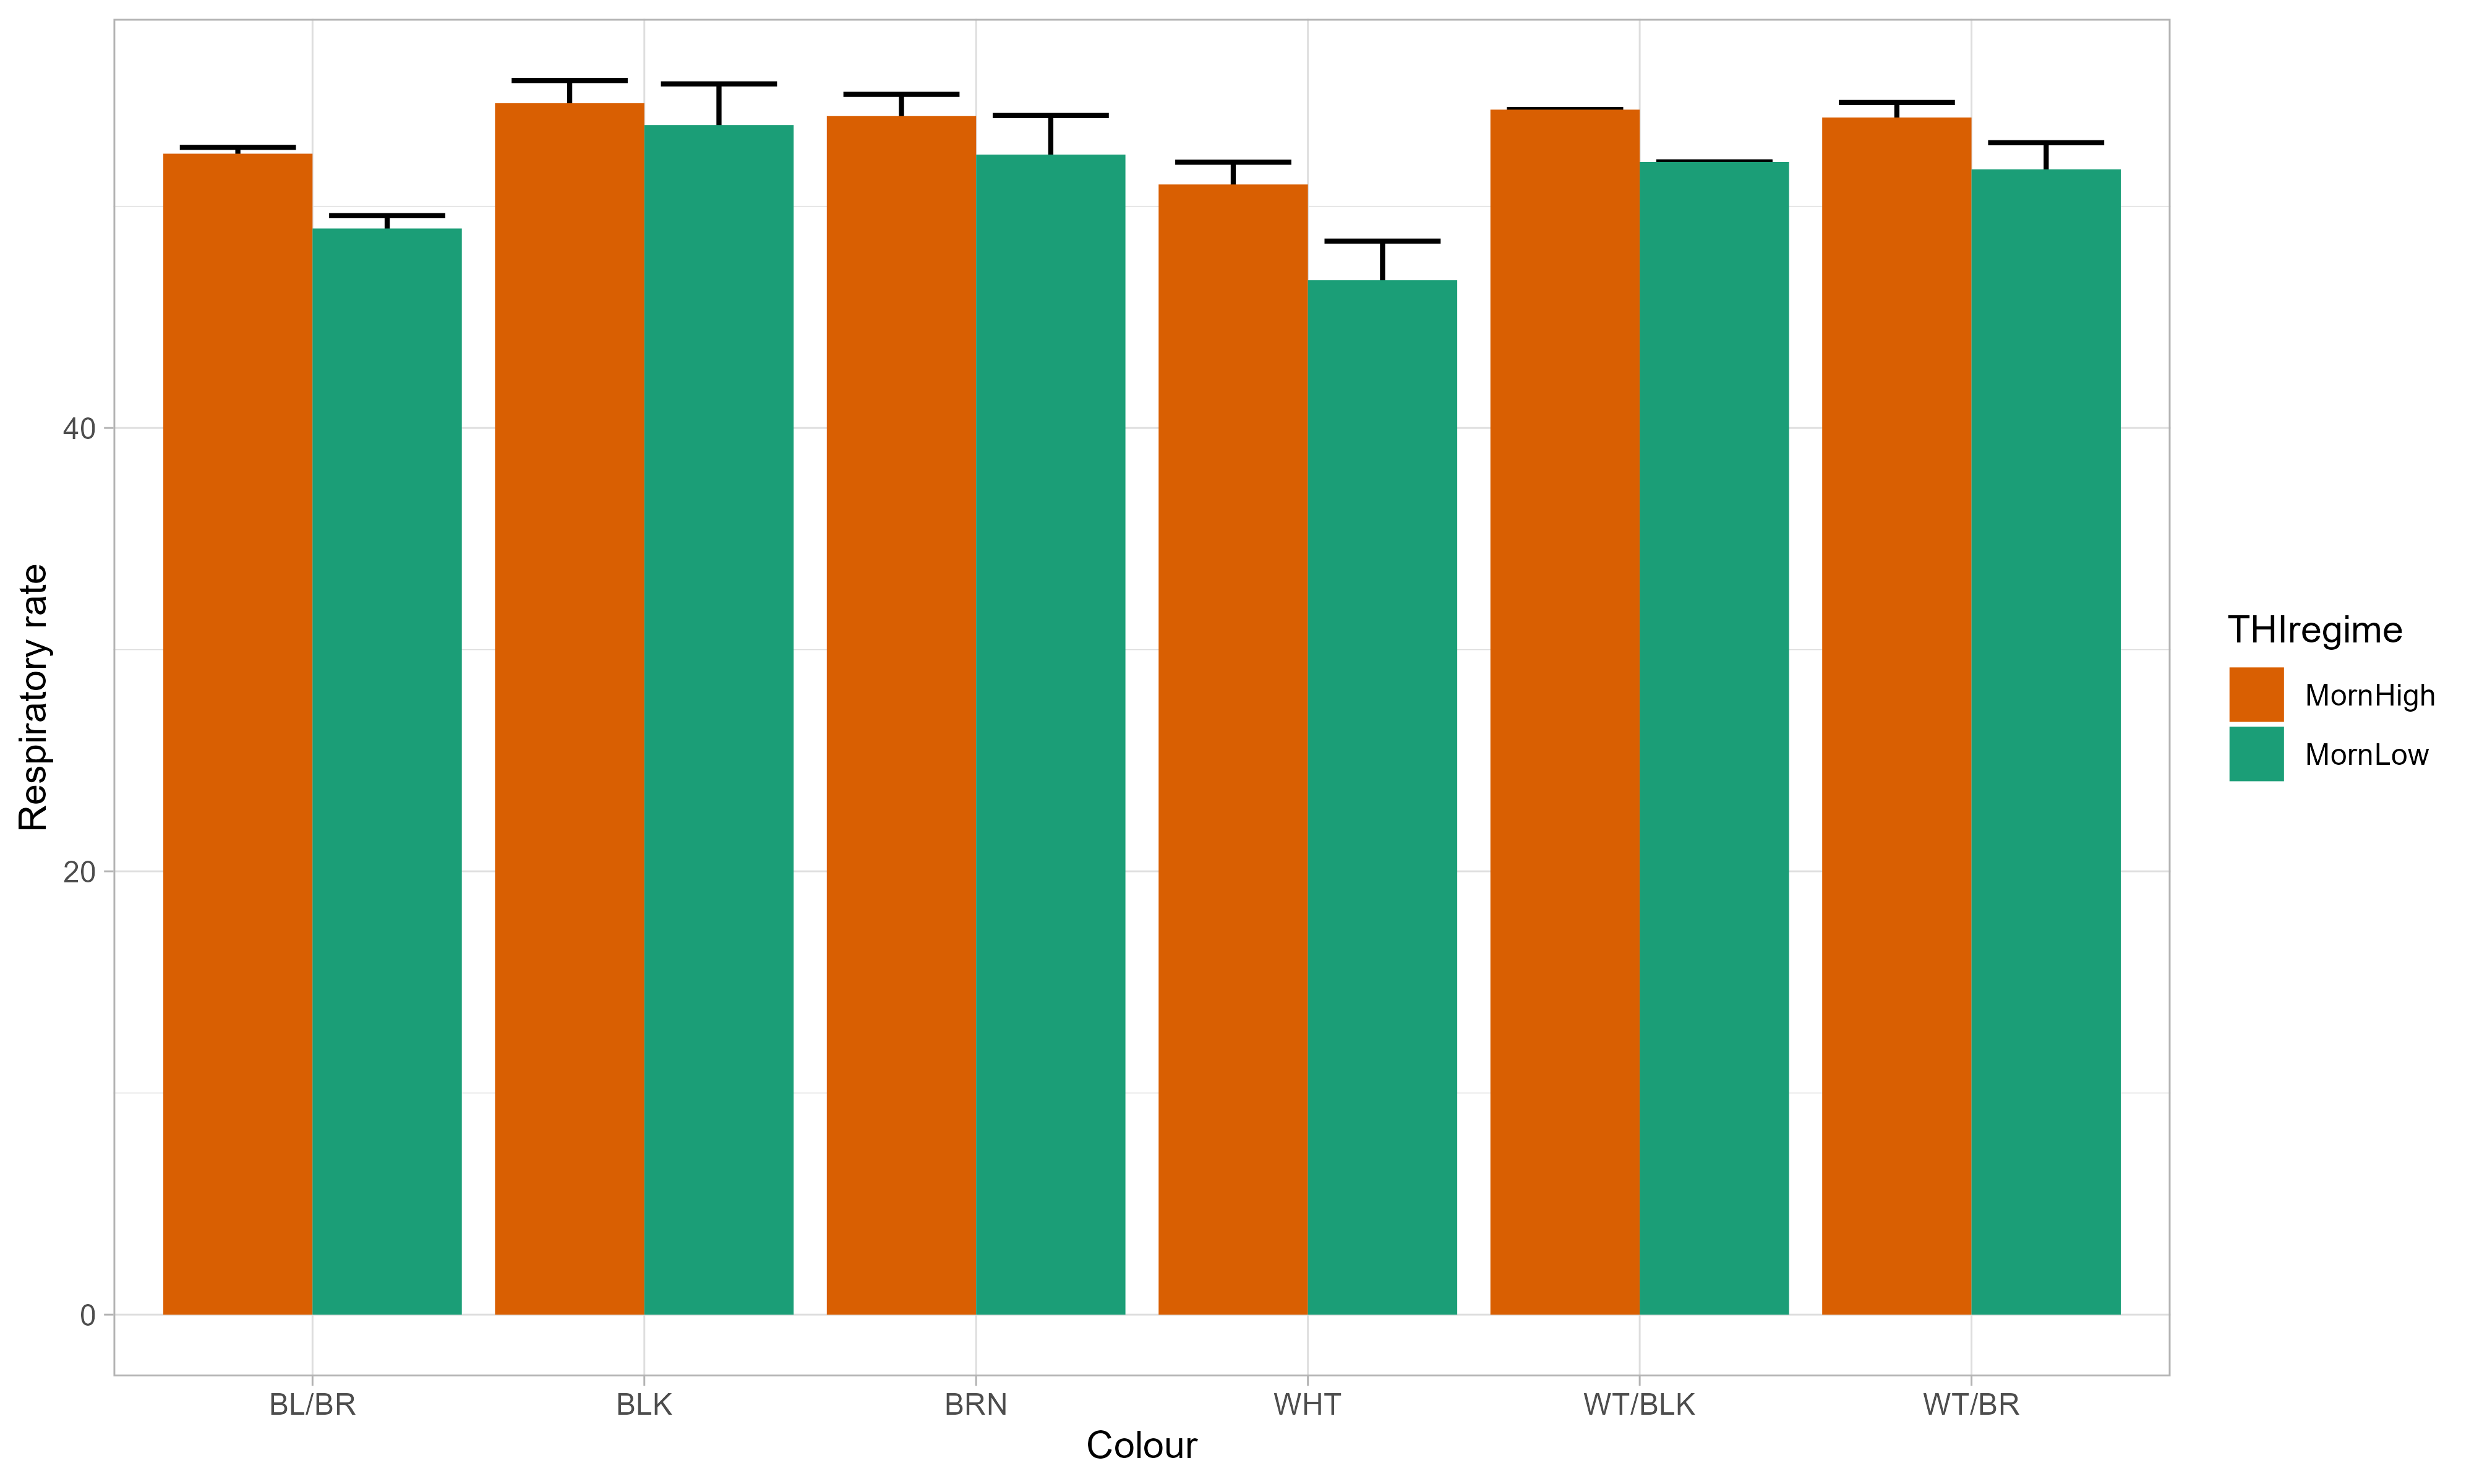 Respiratory rate
40
20
0
BL/BR
BLK
BRN
WHT
WT/BLK
WT/BR
Colour
THIregime
MornHigh
MornLow